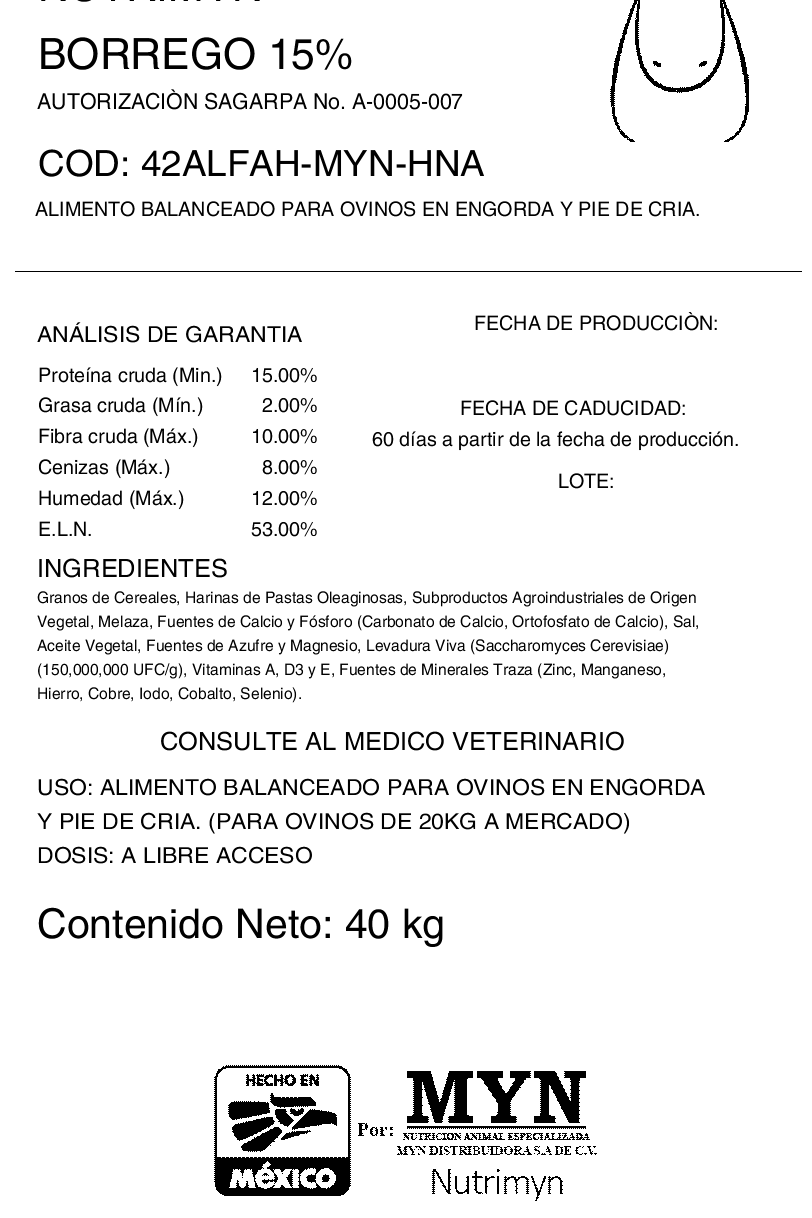 BORREGO 15%
AUTORIZACIÒN SAGARPA No. A-0005-007
COD: 42ALFAH-MYN-HNA
ALIMENTO BALANCEADO PARA OVINOS EN ENGORDA Y PIE DE CRIA.
ANÁLISIS DE GARANTIA
Proteína cruda (Min.) 15.00%
Grasa cruda (Mín.) 2.00%
Fibra cruda (Máx.) 10.00%
Cenizas (Máx.) 8.00%
Humedad (Máx.) 12.00%
E.L.N. 53.00%
FECHA DE PRODUCCIÒN:
FECHA DE CADUCIDAD:
60 días a partir de la fecha de producción.
LOTE:
INGREDIENTES
Granos de Cereales, Harinas de Pastas Oleaginosas, Subproductos Agroindustriales de Origen
Vegetal, Melaza, Fuentes de Calcio y Fósforo (Carbonato de Calcio, Ortofosfato de Calcio), Sal,
Aceite Vegetal, Fuentes de Azufre y Magnesio, Levadura Viva (Saccharomyces Cerevisiae)
(150,000,000 UFC/g), Vitaminas A, D3 y E, Fuentes de Minerales Traza (Zinc, Manganeso,
Hierro, Cobre, Iodo, Cobalto, Selenio).
CONSULTE AL MEDICO VETERINARIO
USO: ALIMENTO BALANCEADO PARA OVINOS EN ENGORDA
Y PIE DE CRIA. (PARA OVINOS DE 20KG A MERCADO)
DOSIS: A LIBRE ACCESO
Contenido Neto: 40 kg
HECHO EN
MéXICO
Por:
MYN
NUTRICION ANIMAL ESPECIALIZADA
MYN DISTRIBUIDORA S.A DE C.V.
Nutrimyn